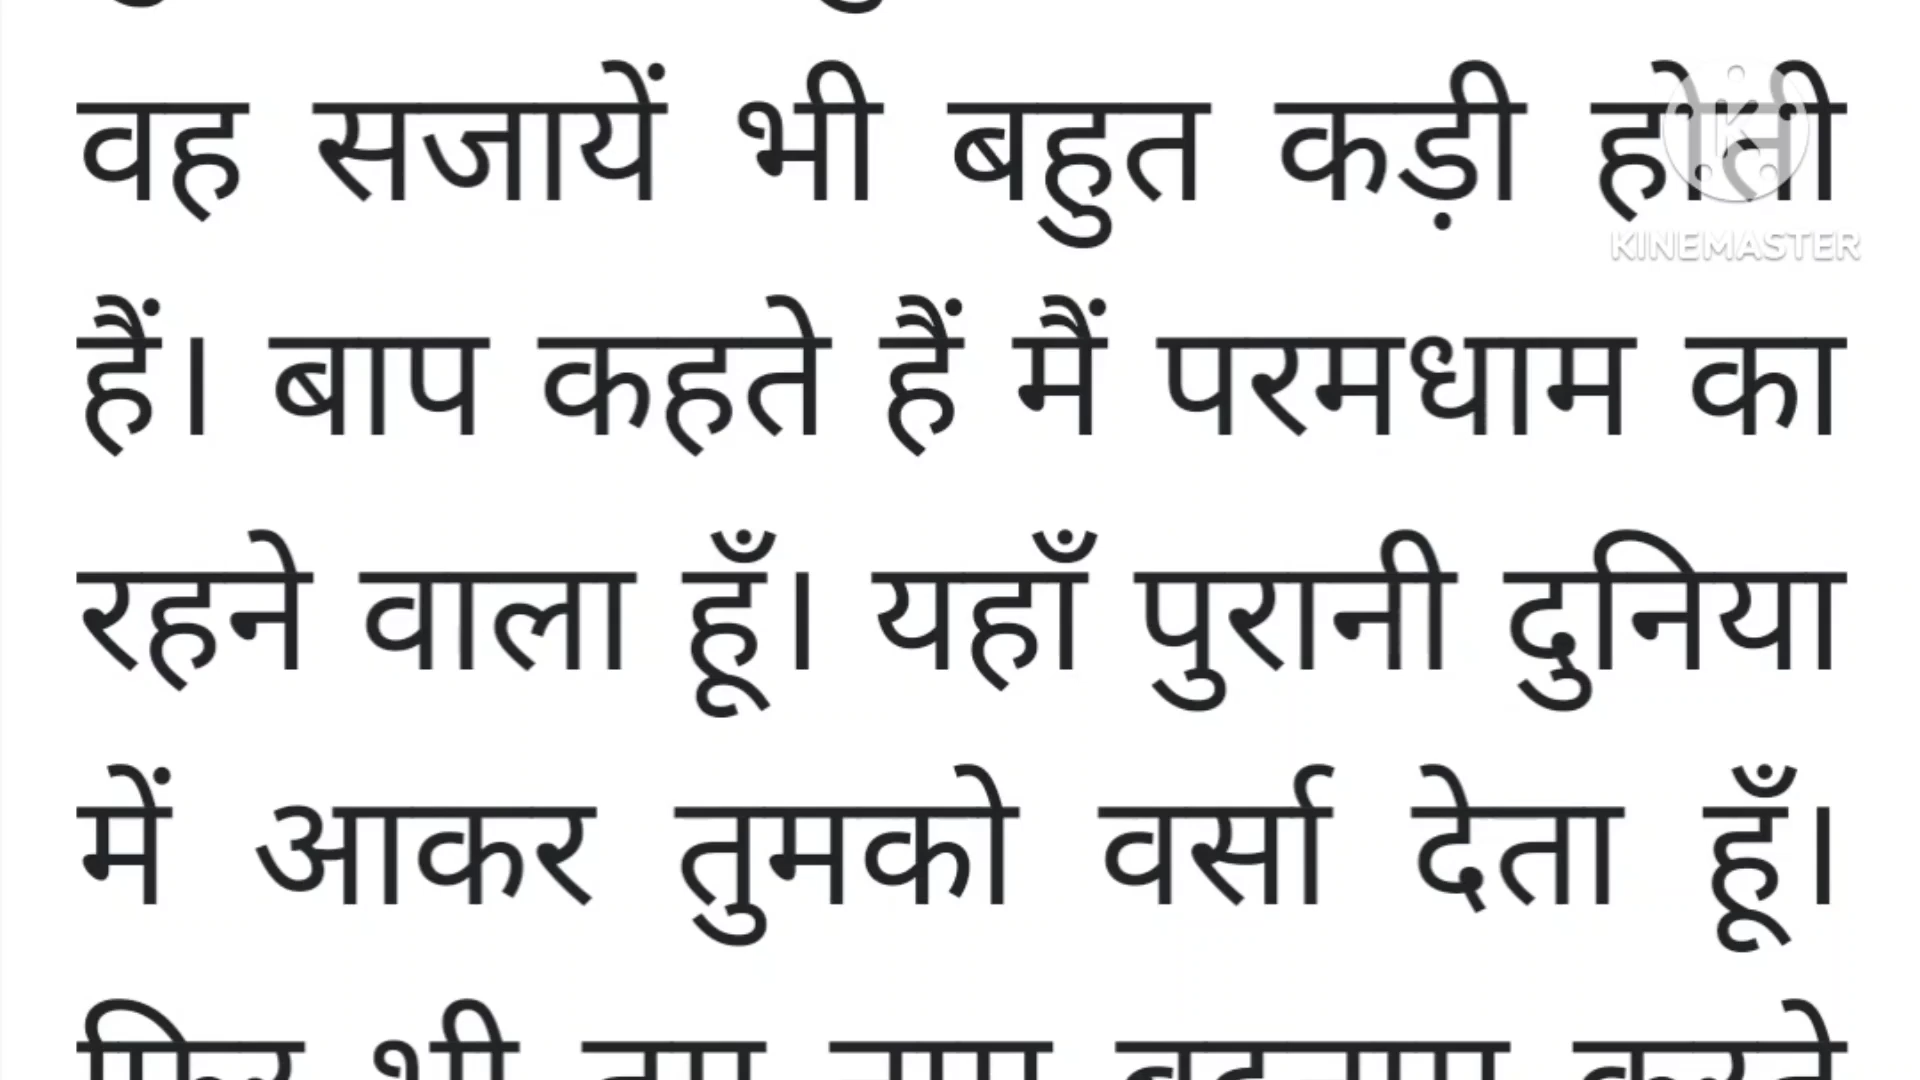 वह सजायें भी बहुत कड़ी होती
KINEMASTER
हैं। बाप कहते हैं मैं परमधाम का
रहने वाला हूँ। यहाँ पुरानी दुनिया
में आकर तुमको वर्सा देता हूँ।